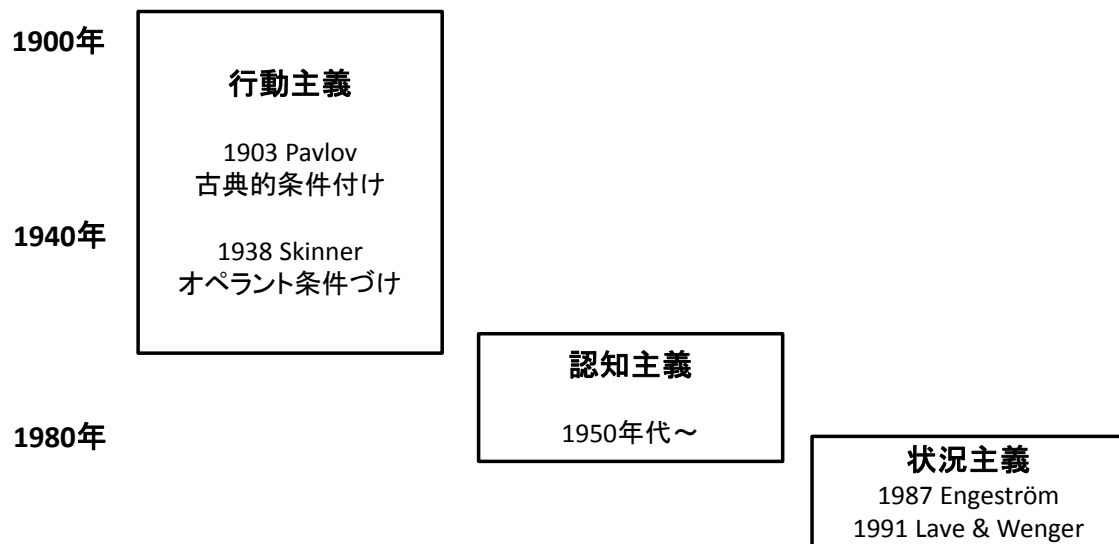 1900年
行動主義
1903 Pavlov
古典的条件付け
1940年
1938 Skinner
オペラント条件づけ
認知主義
1950年代～
1980年
状況主義
1987 Engeström
1991 Lave & Wenger